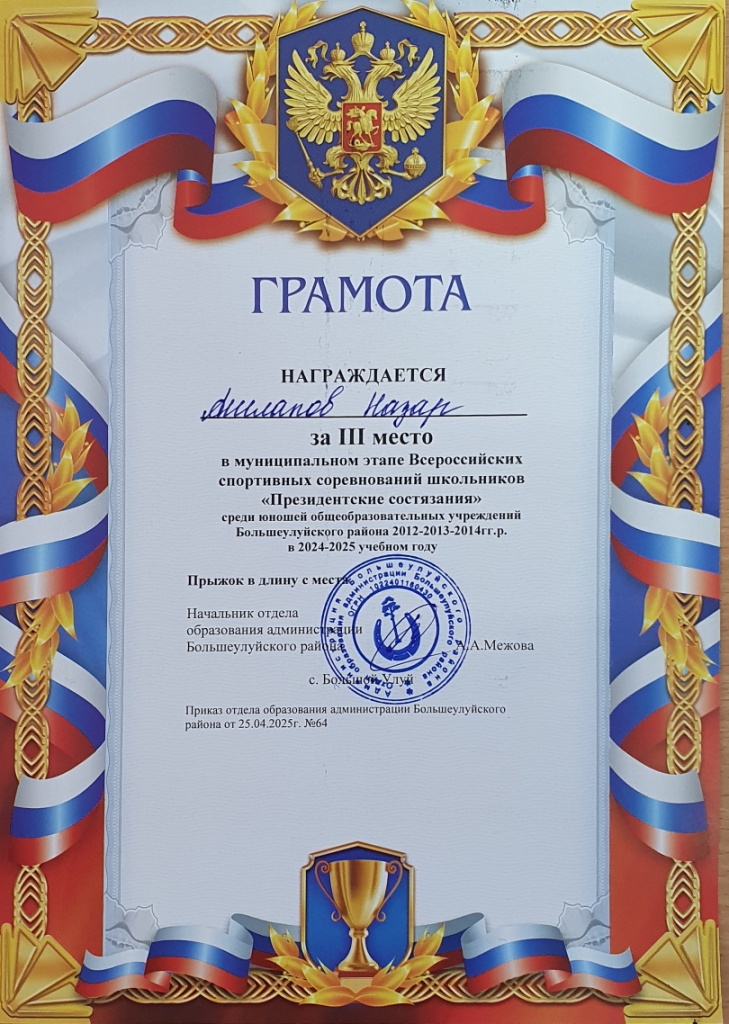 ГРАМОТА
НАГРАЖДАЕТСЯ
Назар
за III место
в муниципальном этапе Всероссийских
спортивных соревнований школьников
«Президентские состязания»
среди юношей общеобразовательных учреждений
Большеулуйского района 2012-2013-2014гг.р.
в 2024-2025 учебном году
Прыжок в длину с места
Начальник отдела
образования администрации
Большеулуйского района А.А.Межова
с. Большой Улуй
Приказ отдела образования администрации Большеулуйского
района от 25.04.2025г. №64